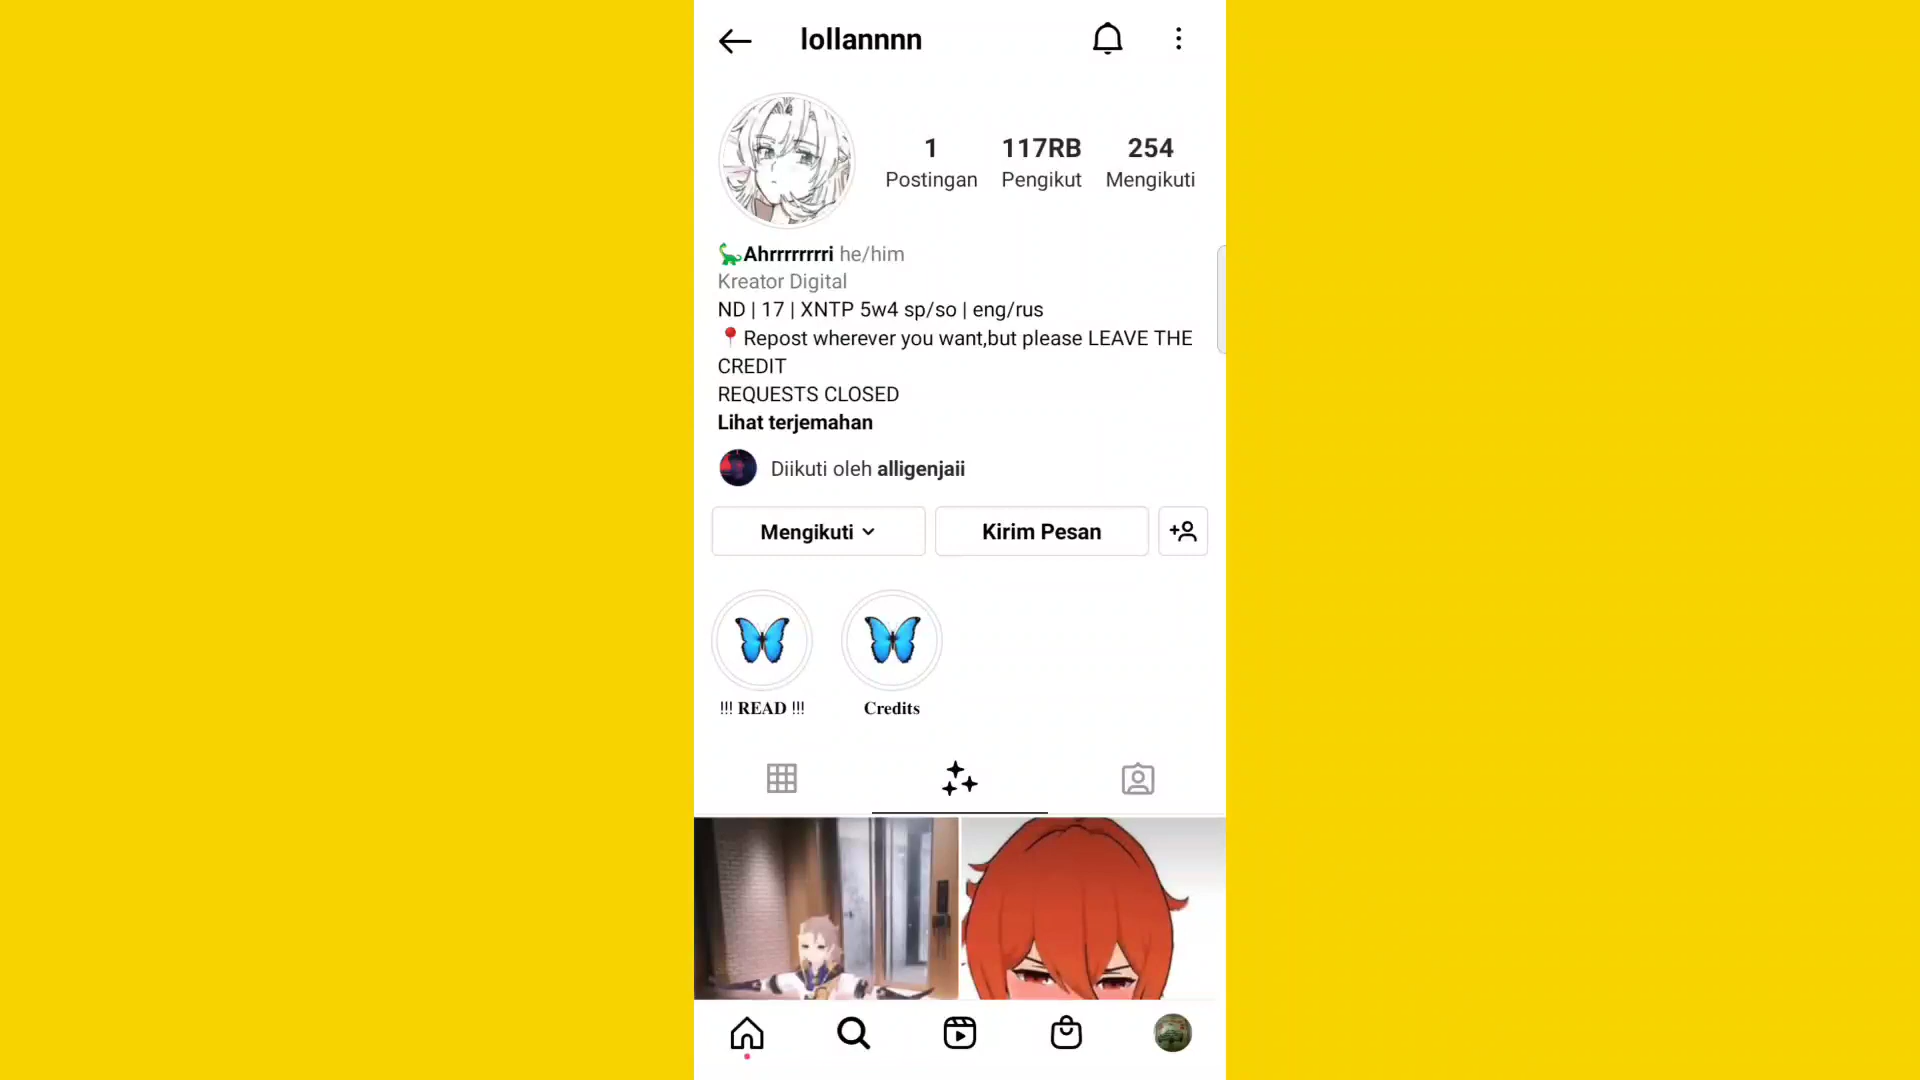 lollannnn
1 117RB 254
Postingan Pengikut Mengikuti
🦕Ahrrrrrrrri he/him
Kreator Digital
ND | 17 | XNTP 5w4 sp/so | eng/rus
📍Repost wherever you want,but please LEAVE THE
CREDIT
REQUESTS CLOSED
Lihat terjemahan
Diikuti oleh alligenjaii
Mengikuti Kirim Pesan
!!! READ !!! Credits